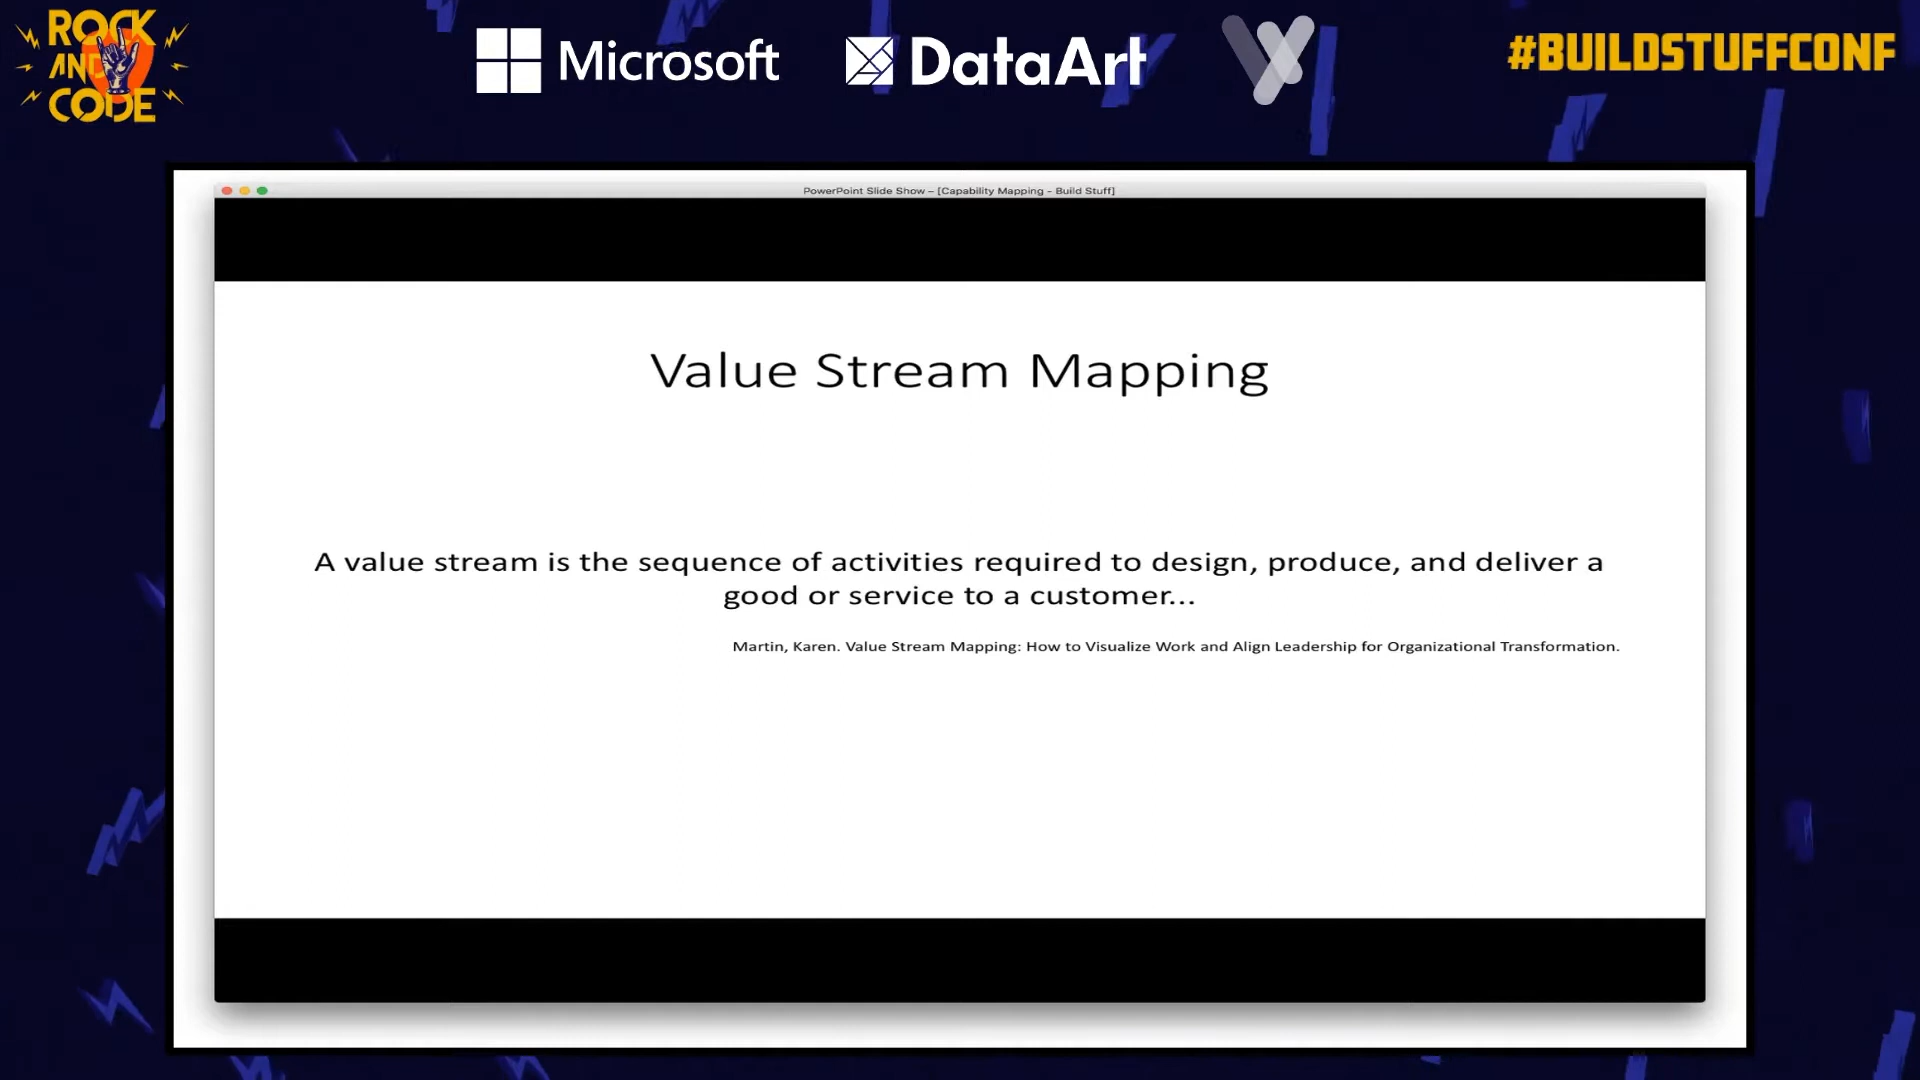 ROCK
AND
CODE
Microsoft
DataArt
#BUILDSTUFFCONF
PowerPoint Slide Show – [Capability Mapping - Build Stuff]
Value Stream Mapping
A value stream is the sequence of activities required to design, produce, and deliver a
good or service to a customer...
Martin, Karen. Value Stream Mapping: How to Visualize Work and Align Leadership for Organizational Transformation.